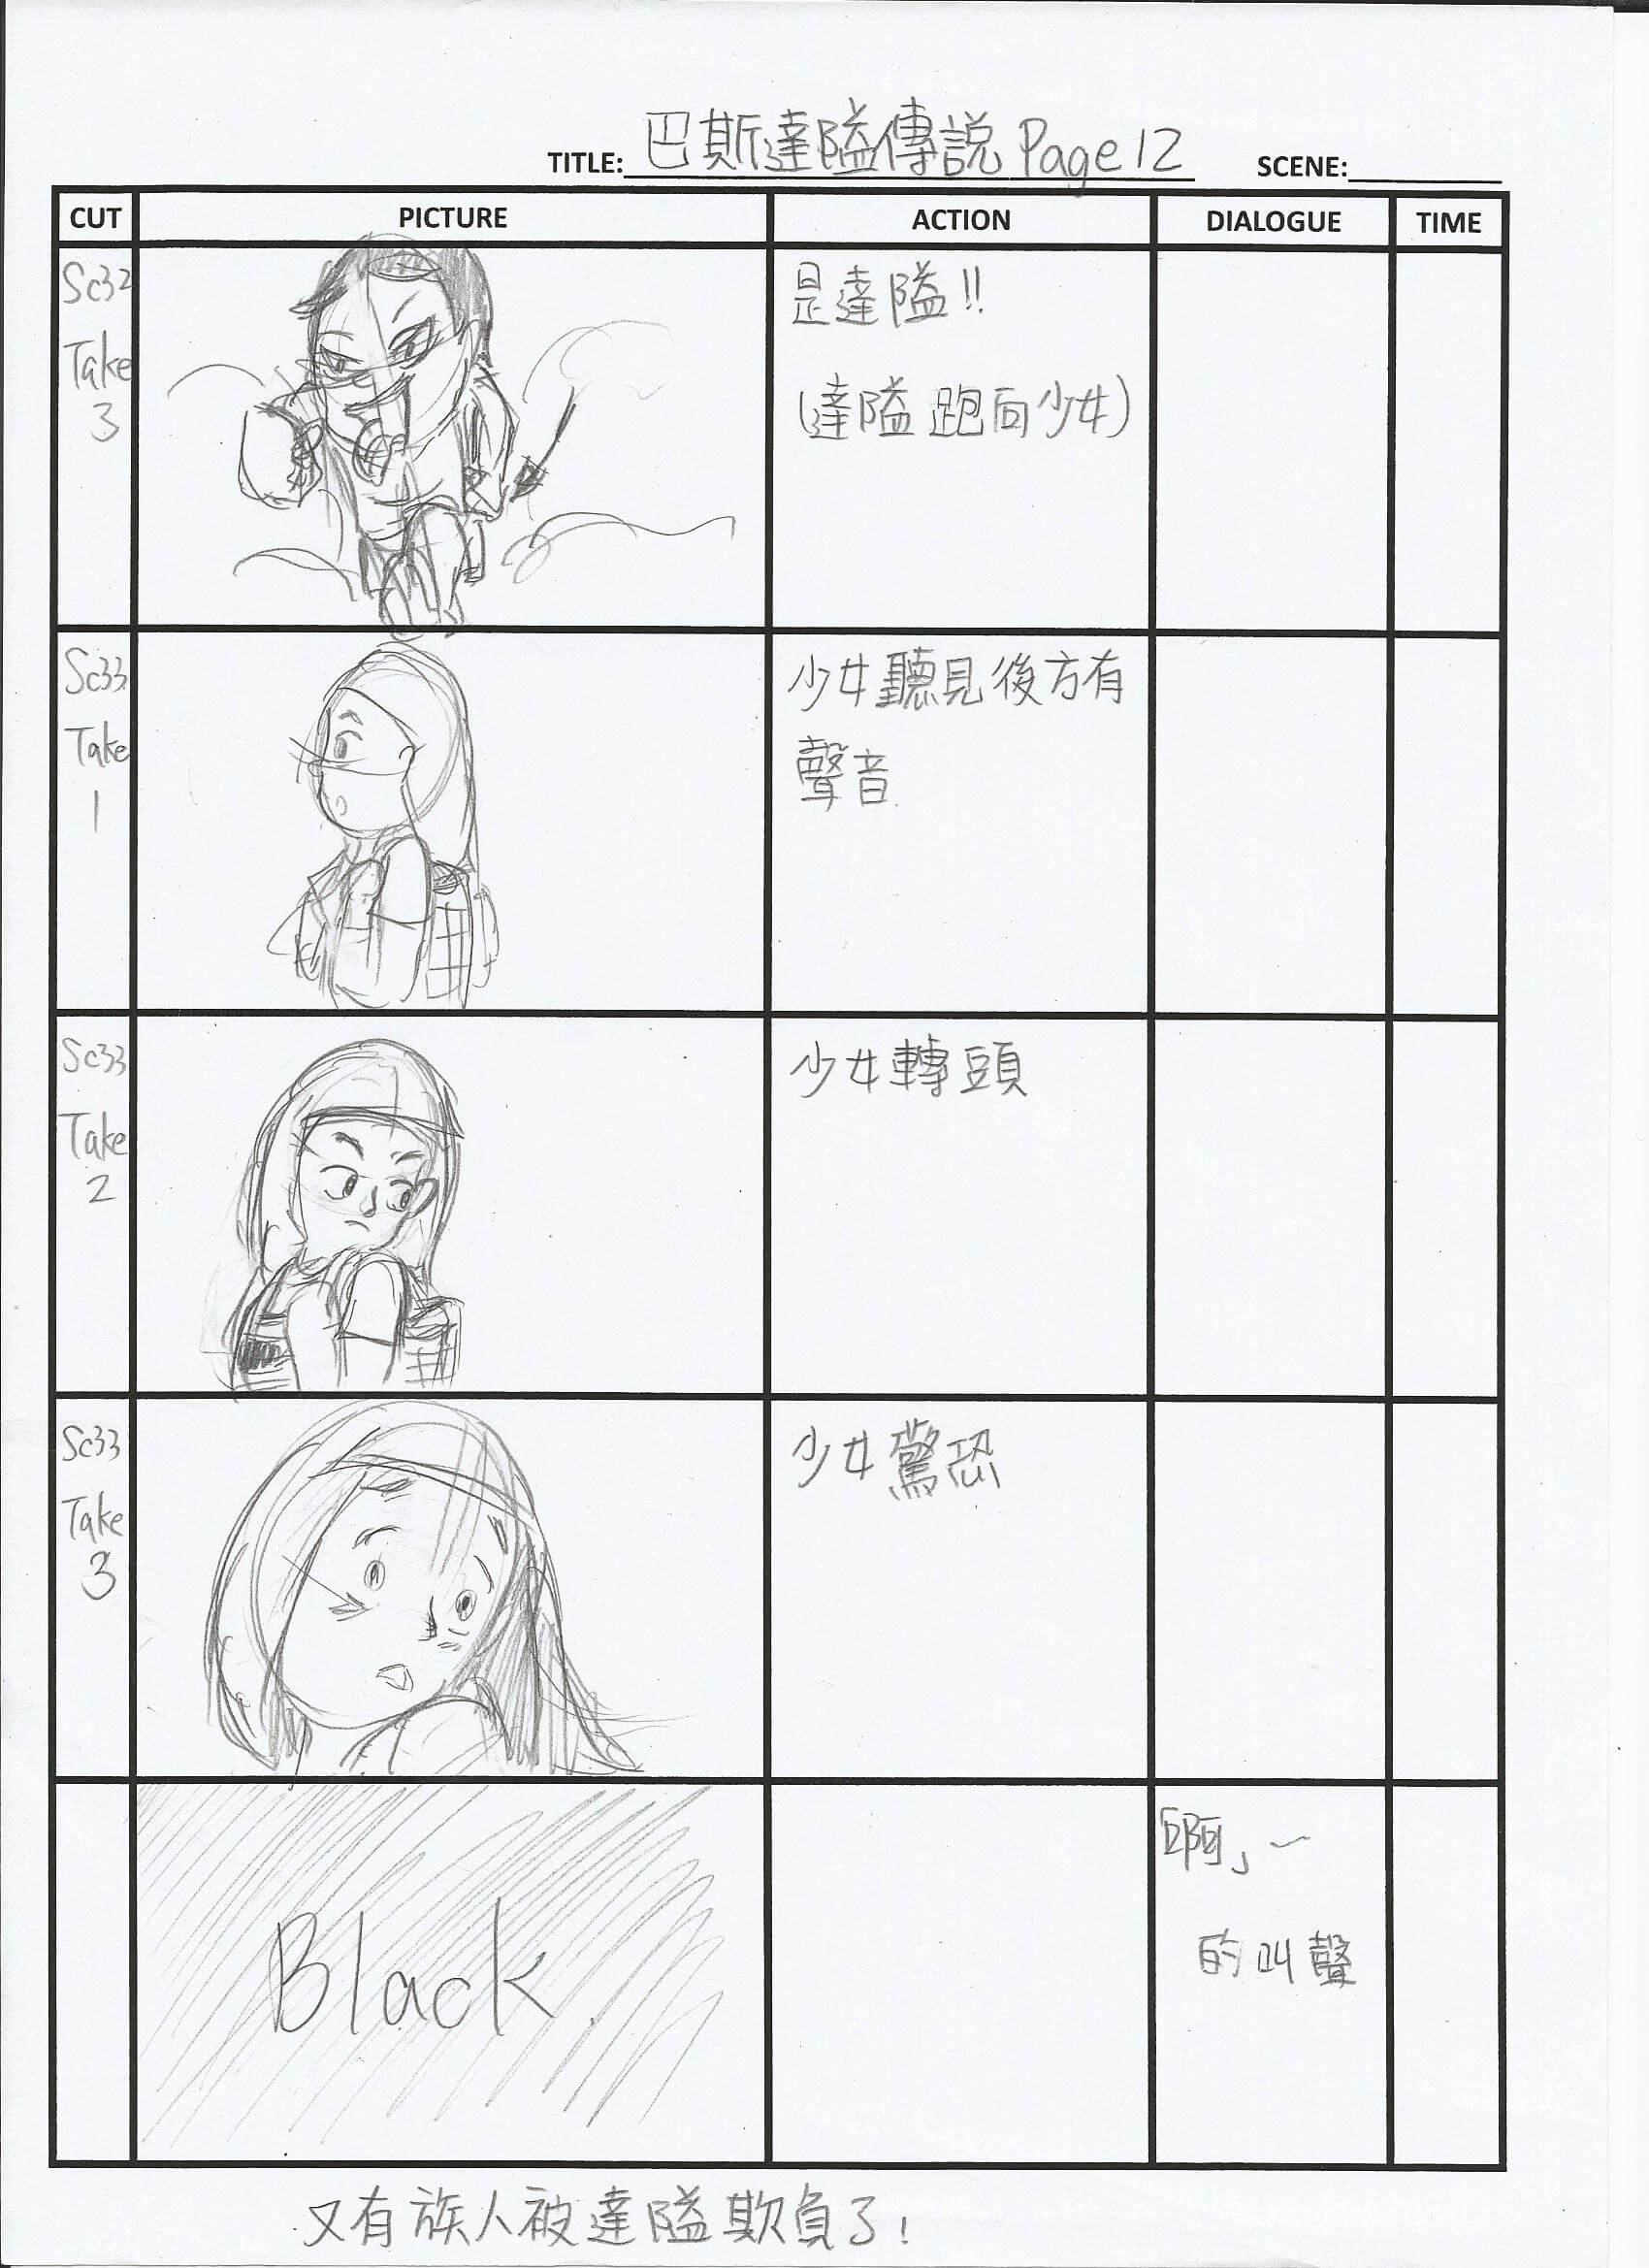 TITLE: 巴斯達隘傳説 Page 12 SCENE:
CUT PICTURE ACTION DIALOGUE TIME
Sc32
Take
3
是達隘!!
(達隘跑向少女)
Sc33
Take
1
少女聽見後方有
聲音
Sc33
Take
2
少女轉頭
Sc33
Take
3
少女驚恐
Black
「啊」~
的叫聲
又有族人被達隘欺負了!